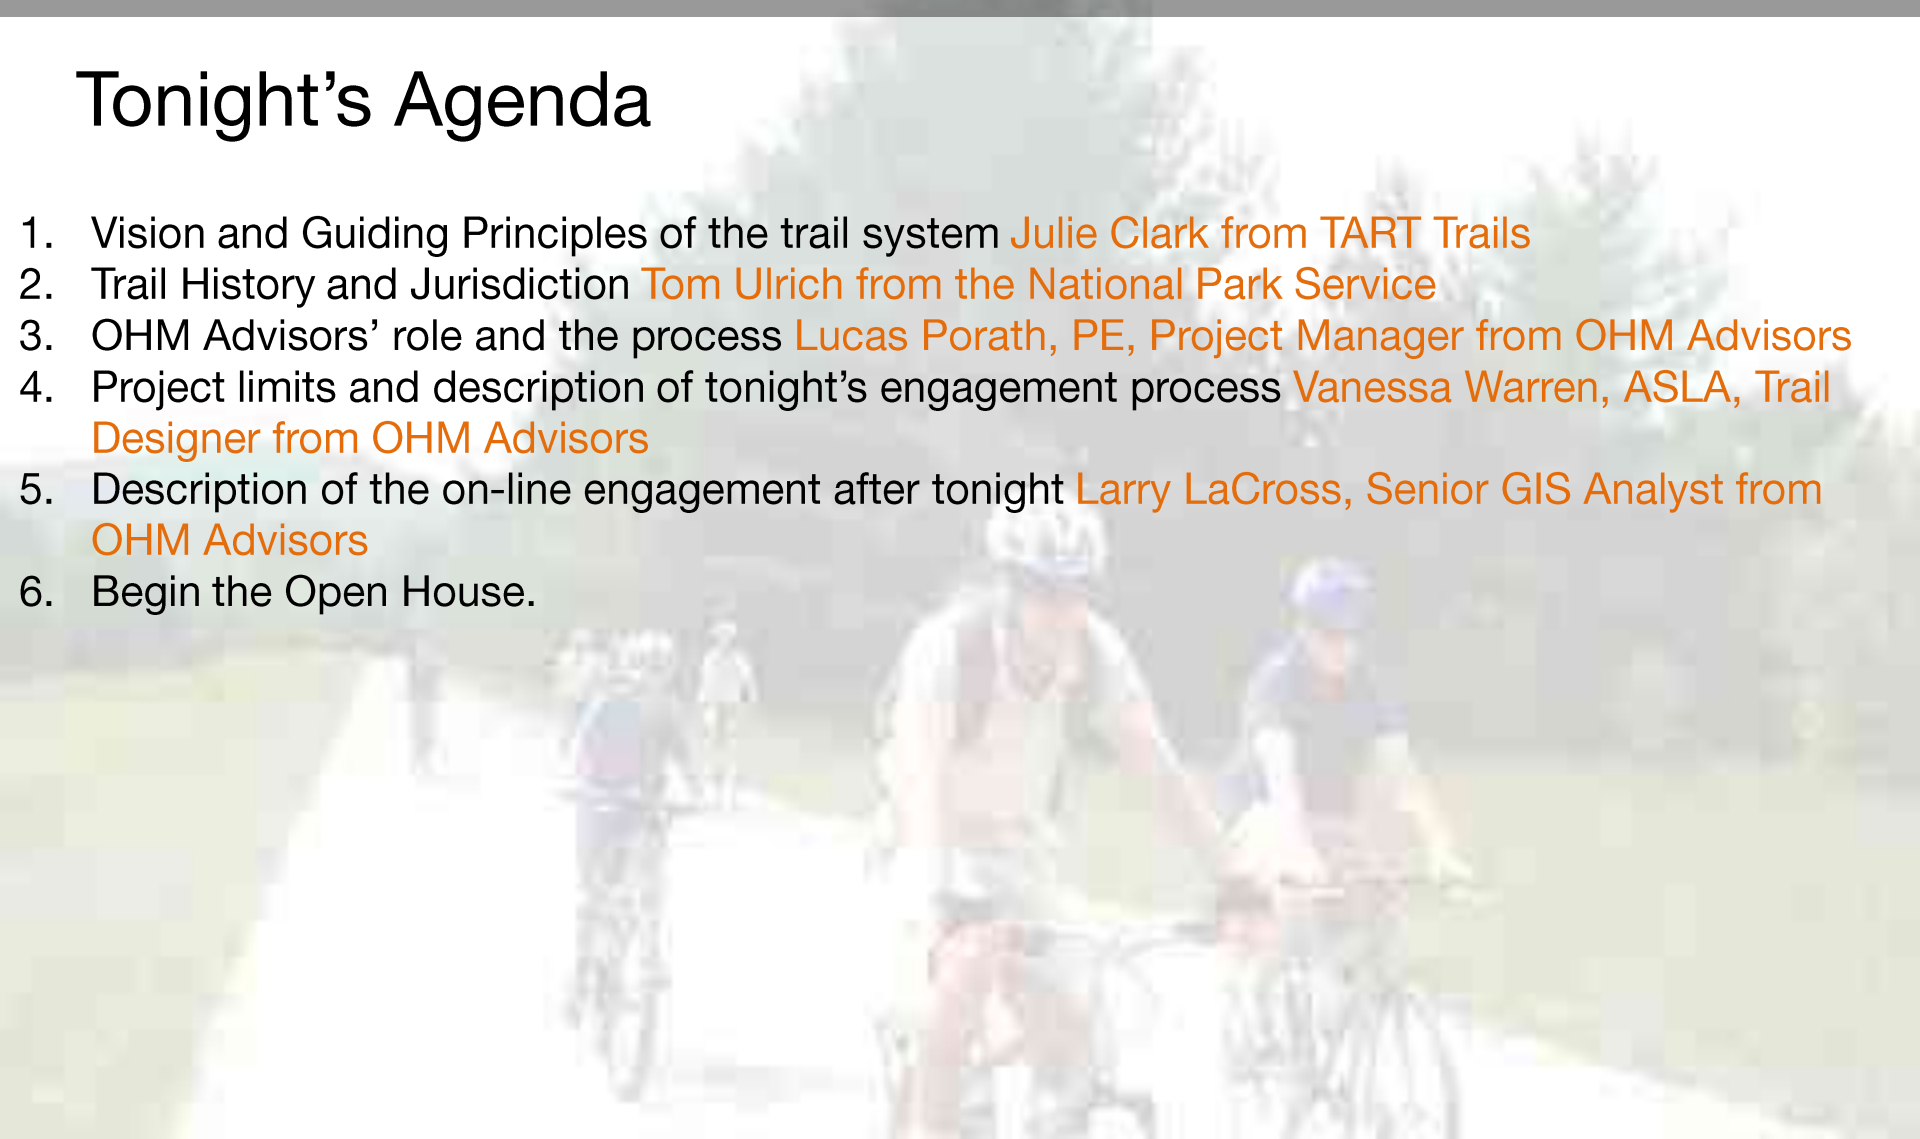 Tonight’s Agenda
1. Vision and Guiding Principles of the trail system Julie Clark from TART Trails
2. Trail History and Jurisdiction Tom Ulrich from the National Park Service
3. OHM Advisors’ role and the process Lucas Porath, PE, Project Manager from OHM Advisors
4. Project limits and description of tonight’s engagement process Vanessa Warren, ASLA, Trail
Designer from OHM Advisors
5. Description of the on-line engagement after tonight Larry LaCross, Senior GIS Analyst from
OHM Advisors
6. Begin the Open House.